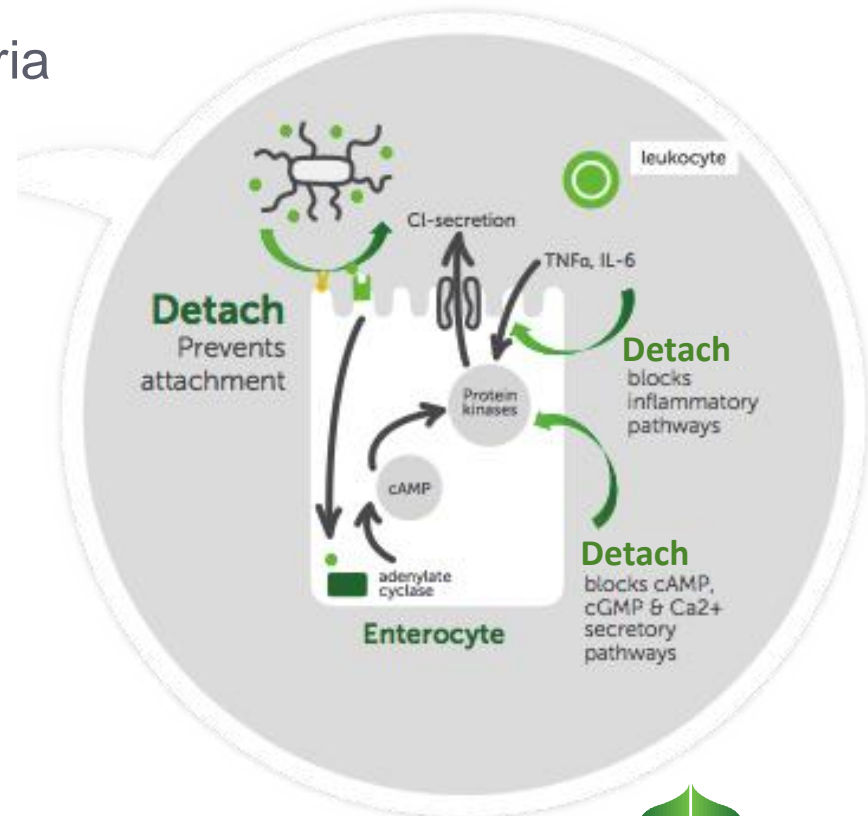 ria
leukocyte
Cl-secretion
TNFα, IL-6
Detach
Prevents
attachment
Detach
blocks
inflammatory
pathways
Protein
kinases
cAMP
adenylate
cyclase
Detach
blocks cAMP,
cGMP & Ca2+
secretory
pathways
Enterocyte